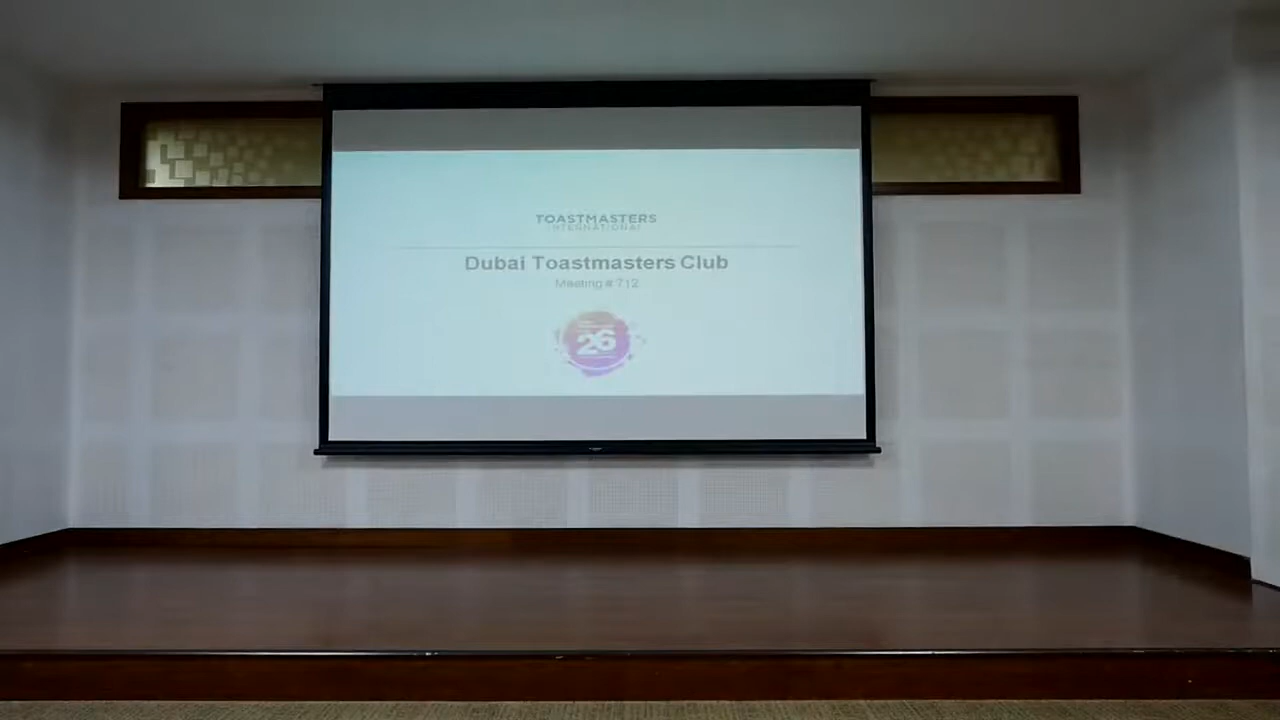 TOASTMASTERS
INTERNATIONAL
Dubai Toastmasters Club
Meeting # 712
26